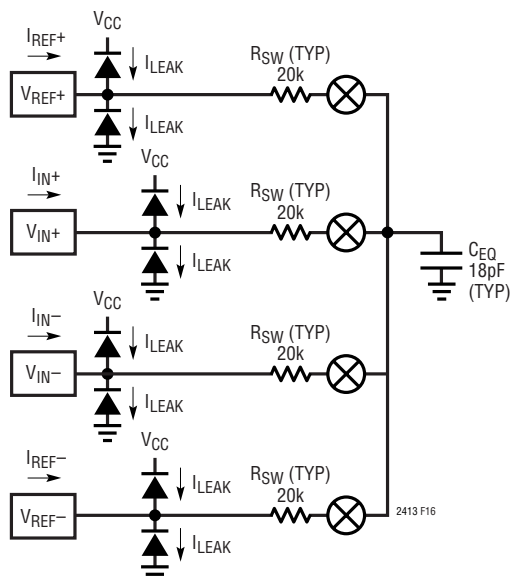 VCC
IREF+
ILEAK
RSW (TYP)
20k
VREF+
ILEAK
VCC
IIN+
ILEAK
RSW (TYP)
20k
VIN+
ILEAK
CEQ
18pF
(TYP)
VCC
IIN–
ILEAK
RSW (TYP)
20k
VIN–
ILEAK
VCC
IREF–
ILEAK
RSW (TYP)
20k
VREF–
2413 F16
ILEAK